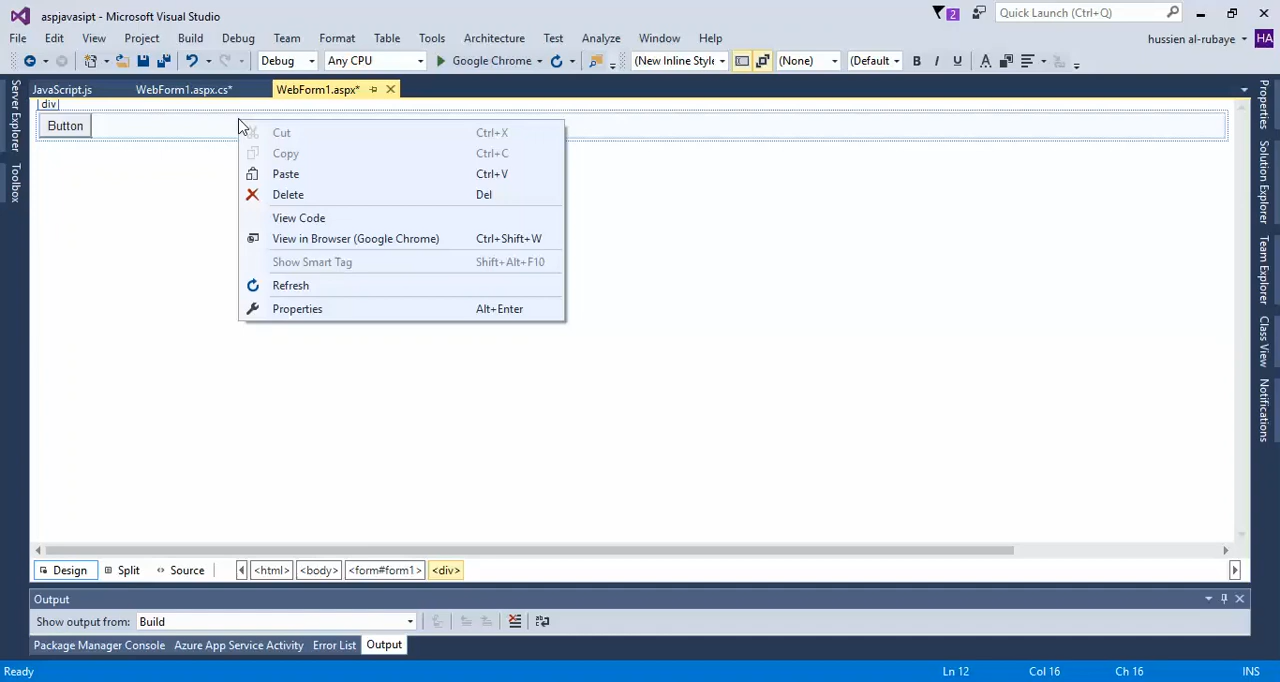 aspjavasipt - Microsoft Visual Studio
2
Quick Launch (Ctrl+Q)
File Edit View Project Build Debug Team Format Table Tools Architecture Test Analyze Window Help
hussien al-rubaye HA
Debug Any CPU Google Chrome (New Inline Style (None) (Default B I U A
JavaScript.js WebForm1.aspx.cs* WebForm1.aspx*
div
Button
Cut Ctrl+X
Copy Ctrl+C
Paste Ctrl+V
Delete Del
View Code
View in Browser (Google Chrome) Ctrl+Shift+W
Show Smart Tag Shift+Alt+F10
Refresh
Properties Alt+Enter
Server Explorer
Toolbox
Properties
Solution Explorer
Team Explorer
Class View
Notifications
Design Split Source <html> <body> <form#form1> <div>
Output
Show output from: Build
Package Manager Console Azure App Service Activity Error List Output
Ready Ln 12 Col 16 Ch 16 INS